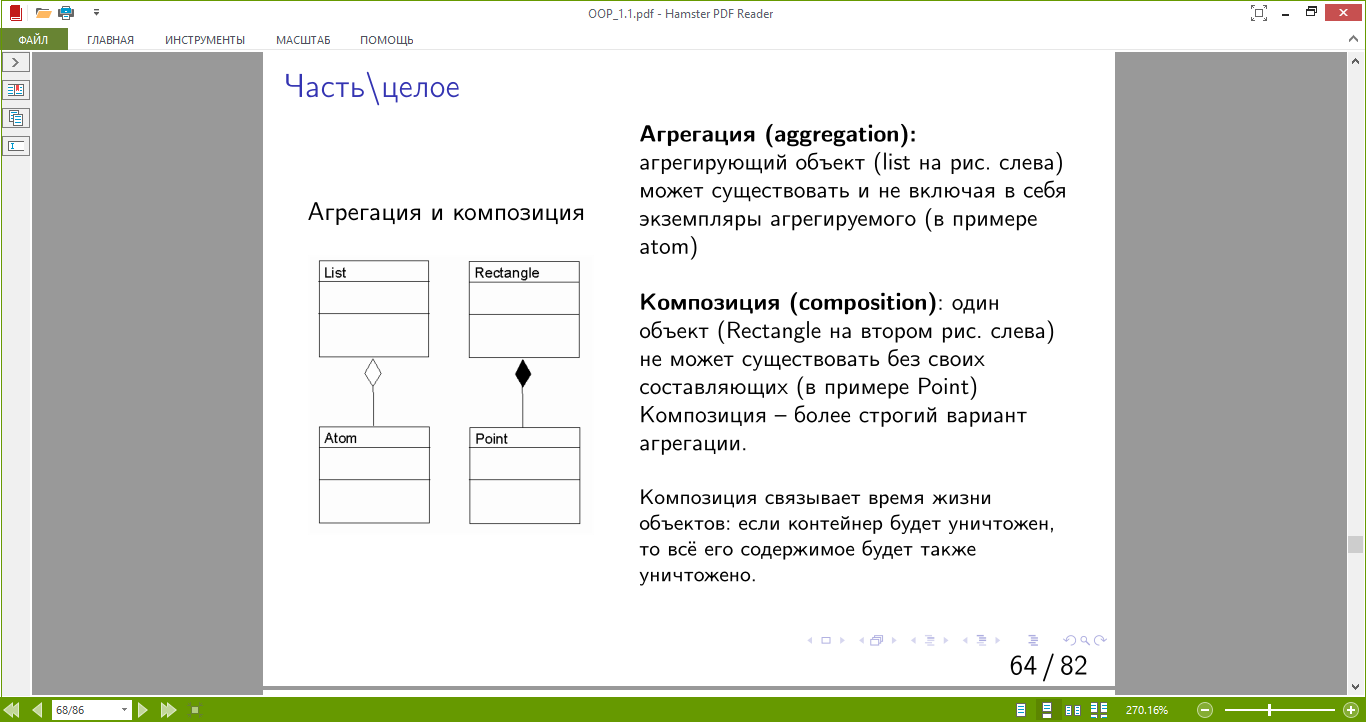 OOP_1.1.pdf - Hamster PDF Reader
ФАЙЛ ГЛАВНАЯ ИНСТРУМЕНТЫ МАСШТАБ ПОМОЩЬ
Часть\целое
Агрегация и композиция
List
Rectangle
Atom
Point
Агрегация (aggregation):
агрегирующий объект (list на рис. слева)
может существовать и не включая в себя
экземпляры агрегируемого (в примере
atom)
Композиция (composition): один
объект (Rectangle на втором рис. слева)
не может существовать без своих
составляющих (в примере Point)
Композиция – более строгий вариант
агрегации.
Композиция связывает время жизни
объектов: если контейнер будет уничтожен,
то всё его содержимое будет также
уничтожено.
64 / 82
68/86
270.16%